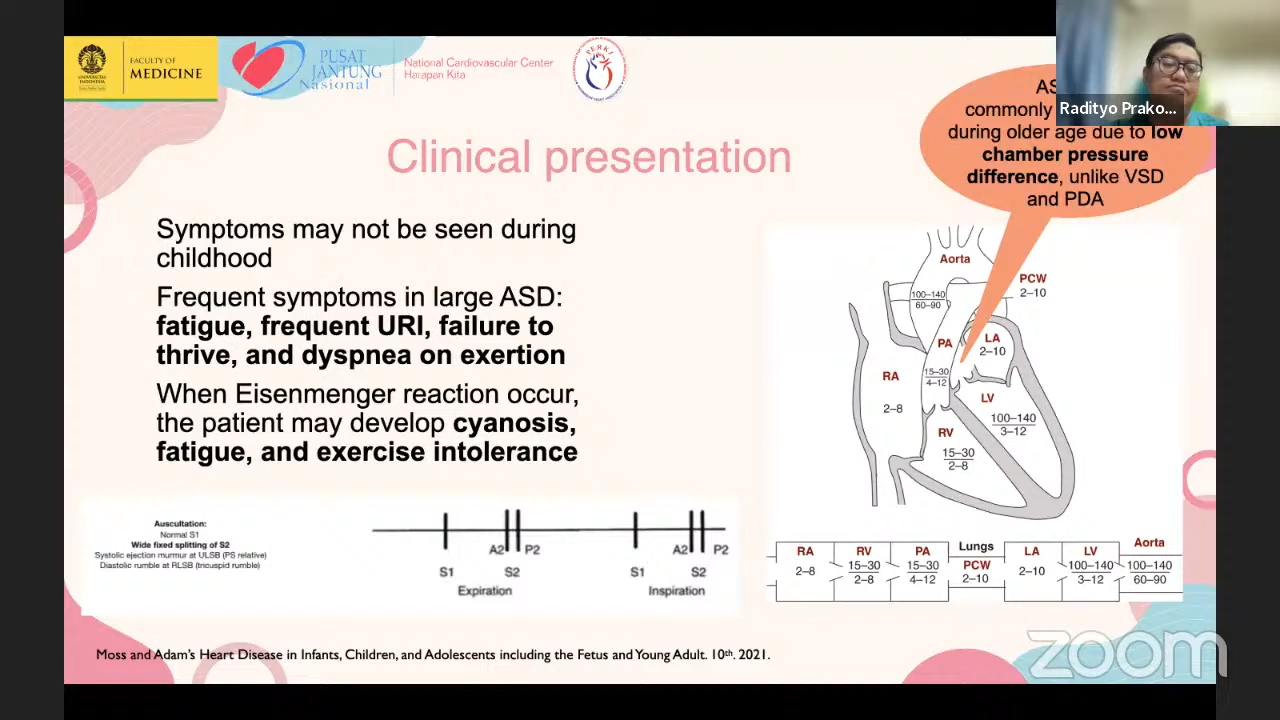 FACULTY OF
MEDICINE
UNIVERSITAS
INDONESIA
PUSAT
JANTUNG
Nasional
National Cardiovascular Center
Harapan Kita
PERKI
Radityo Prako...
Clinical presentation
AS
commonly
during older age due to low
chamber pressure
difference, unlike VSD
and PDA
Symptoms may not be seen during
childhood
Frequent symptoms in large ASD:
fatigue, frequent URI, failure to
thrive, and dyspnea on exertion
When Eisenmenger reaction occur,
the patient may develop cyanosis,
fatigue, and exercise intolerance
Aorta
100–140
60–90
PCW
2–10
PA
15–30
4–12
LA
2–10
RA
2–8
LV
100–140
3–12
RV
15–30
2–8
Auscultation:
Normal S1
Wide fixed splitting of S2
Systolic ejection murmur at ULSB (PS relative)
Diastolic rumble at RLSB (tricuspid rumble)
A2 P2 A2 P2
S1 S2 S1 S2
Expiration Inspiration
RA RV PA Lungs LA LV Aorta
2–8 15–30 15–30 PCW 2–10 100–140 100–140
2–8 4–12 2–10 3–12 60–90
Moss and Adam's Heart Disease in Infants, Children, and Adolescents including the Fetus and Young Adult. 10th. 2021.
zoom